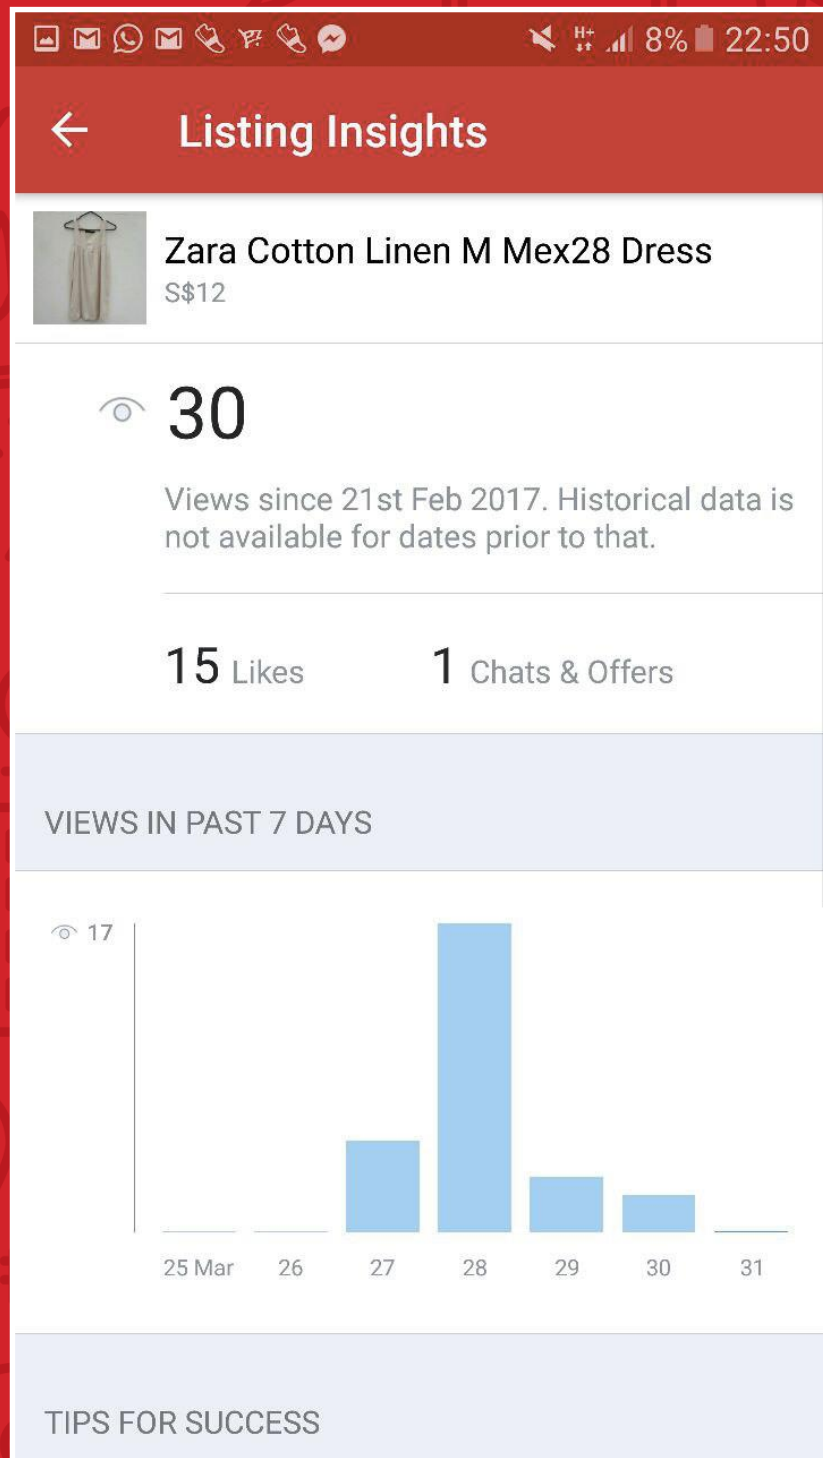 8% 22:50
Listing Insights
Zara Cotton Linen M Mex28 Dress
S$12
30
Views since 21st Feb 2017. Historical data is
not available for dates prior to that.
15 Likes 1 Chats & Offers
VIEWS IN PAST 7 DAYS
17
25 Mar 26 27 28 29 30 31
TIPS FOR SUCCESS